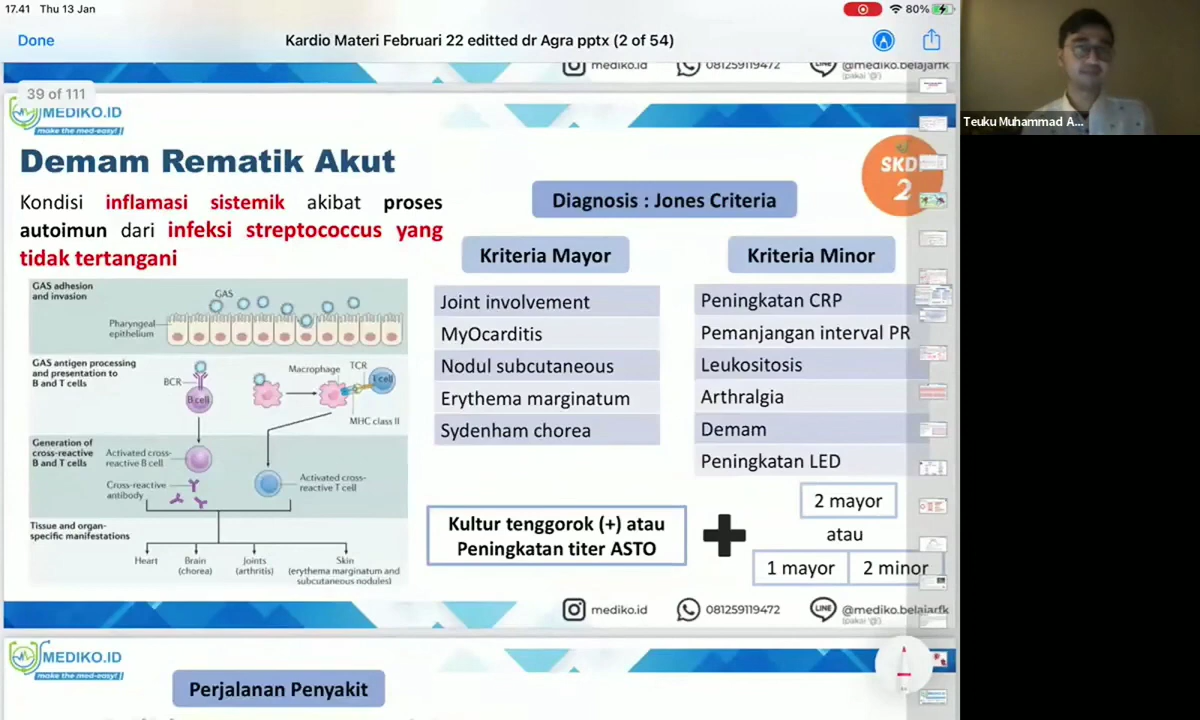 17.41 Thu 13 Jan
80%
Done
Kardio Materi Februari 22 editted dr Agra pptx (2 of 54)
mediko.id
081259119472
@mediko.belajarfk
(pakai '@')
39 of 111
MEDIKO.ID
make the med-easy!
Teuku Muhammad A...
Demam Rematik Akut
SKD
2
Kondisi inflamasi sistemik akibat proses
autoimun dari infeksi streptococcus yang
tidak tertangani
Diagnosis : Jones Criteria
Kriteria Mayor
Joint involvement
MyOcarditis
Nodul subcutaneous
Erythema marginatum
Sydenham chorea
Kriteria Minor
Peningkatan CRP
Pemanjangan interval PR
Leukositosis
Arthralgia
Demam
Peningkatan LED
GAS adhesion
and invasion
GAS
Pharyngeal
epithelium
GAS antigen processing
and presentation to
B and T cells
BCR
B cell
Macrophage
TCR
T cell
MHC class II
Generation of
cross-reactive
B and T cells
Activated cross-
reactive B cell
Cross-reactive
antibody
Activated cross-
reactive T cell
Tissue and organ-
specific manifestations
Heart
Brain
(chorea)
Joints
(arthritis)
Skin
(erythema marginatum and
subcutaneous nodules)
Kultur tenggorok (+) atau
Peningkatan titer ASTO
2 mayor
atau
1 mayor
2 minor
mediko.id
081259119472
LINE
@mediko.belajarfk
(pakai '@')
MEDIKO.ID
make the med-easy!
Perjalanan Penyakit